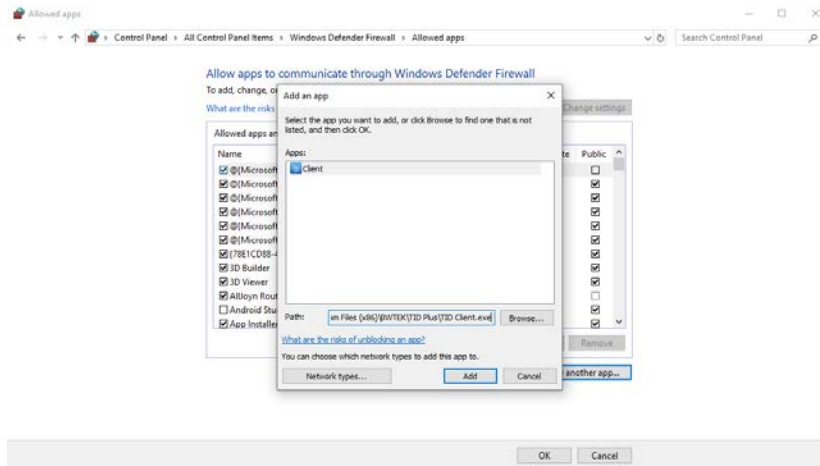 Allowed apps
Control Panel › All Control Panel Items › Windows Defender Firewall › Allowed apps
Search Control Panel
Allow apps to communicate through Windows Defender Firewall
To add, change, o
What are the risks
Change settings
Allowed apps an
Name
te Public
@{Microsoft
@{Microsoft
@{Microsoft
@{Microsoft
@{Microsoft
@{Microsoft
{78E1CD88-4
3D Builder
3D Viewer
AllJoyn Rout
Android Stu
App Installe
Add an app
Select the app you want to add, or click Browse to find one that is not
listed, and then click OK.
Apps:
Client
Path: am Files (x86)\BWTEK\TID Plus\TID Client.exe Browse...
What are the risks of unblocking an app?
You can choose which network types to add this app to.
Network types... Add Cancel
Remove
another app...
OK Cancel